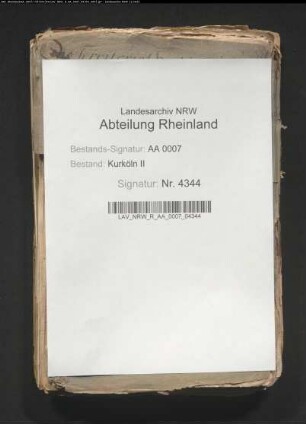 Landesarchiv NRW
Abteilung Rheinland
Bestands-Signatur: AA 0007
Bestand: Kurköln II
Signatur: Nr. 4344
LAV_NRW_R_AA_0007_04344